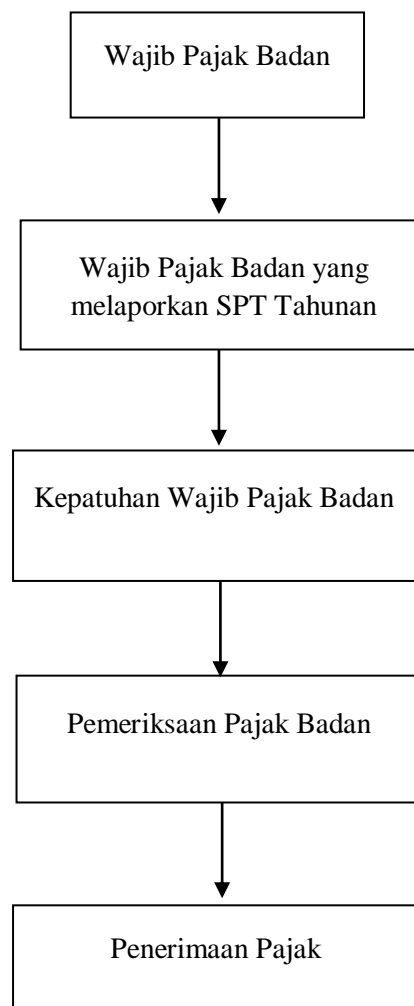 Wajib Pajak Badan
Wajib Pajak Badan yang
melaporkan SPT Tahunan
Kepatuhan Wajib Pajak Badan
Pemeriksaan Pajak Badan
Penerimaan Pajak